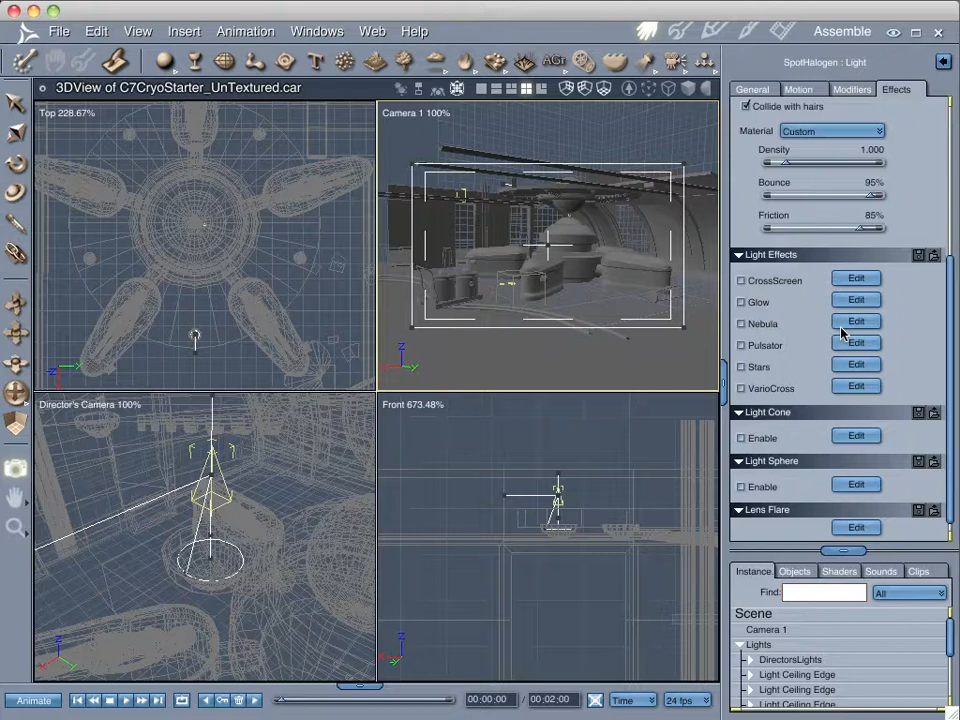 File Edit View Insert Animation Windows Web Help
Assemble
3DView of C7CryoStarter_UnTextured.car
SpotHalogen : Light
General Motion Modifiers Effects
Collide with hairs
Material Custom
Density 1.000
Bounce 95%
Friction 85%
Light Effects
CrossScreen Edit
Glow Edit
Nebula Edit
Pulsator Edit
Stars Edit
VarioCross Edit
Light Cone
Enable Edit
Light Sphere
Enable Edit
Lens Flare
Edit
Instance Objects Shaders Sounds Clips
Find: All
Scene
Camera 1
Lights
DirectorsLights
Light Ceiling Edge
Light Ceiling Edge
Light Ceiling Edge
Top 228.67%
Camera 1 100%
Director's Camera 100%
Front 673.48%
Z
Y
Z
Y
Z
Y
Z
Y
Animate
00:00:00 / 00:02:00 Time 24 fps